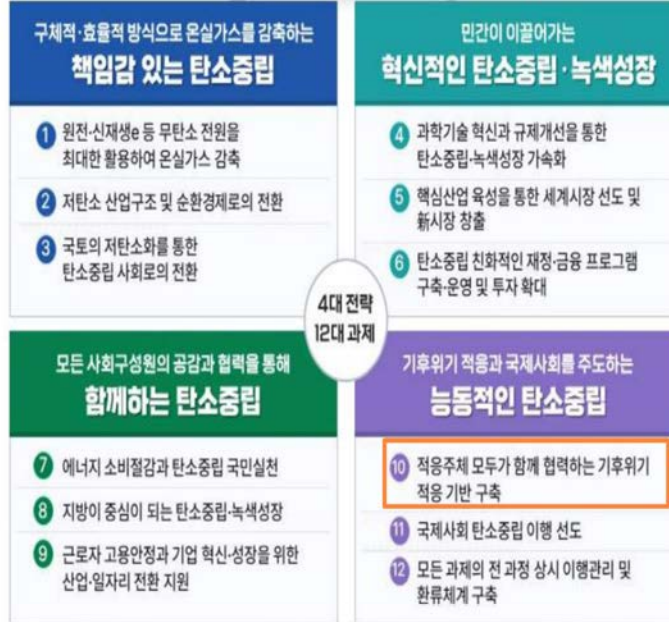 구체적·효율적 방식으로 온실가스를 감축하는
책임감 있는 탄소중립
1 원전·신재생e 등 무탄소 전원을
최대한 활용하여 온실가스 감축
2 저탄소 산업구조 및 순환경제로의 전환
3 국토의 저탄소화를 통한
탄소중립 사회로의 전환
민간이 이끌어가는
혁신적인 탄소중립·녹색성장
4 과학기술 혁신과 규제개선을 통한
탄소중립·녹색성장 가속화
5 핵심산업 육성을 통한 세계시장 선도 및
新시장 창출
6 탄소중립 친화적인 재정·금융 프로그램
구축·운영 및 투자 확대
4대 전략
12대 과제
모든 사회구성원의 공감과 협력을 통해
함께하는 탄소중립
7 에너지 소비절감과 탄소중립 국민실천
8 지방이 중심이 되는 탄소중립·녹색성장
9 근로자 고용안정과 기업 혁신·성장을 위한
산업·일자리 전환 지원
기후위기 적응과 국제사회를 주도하는
능동적인 탄소중립
10 적응주체 모두가 함께 협력하는 기후위기
적응 기반 구축
11 국제사회 탄소중립 이행 선도
12 모든 과제의 전 과정 상시 이행관리 및
환류체계 구축